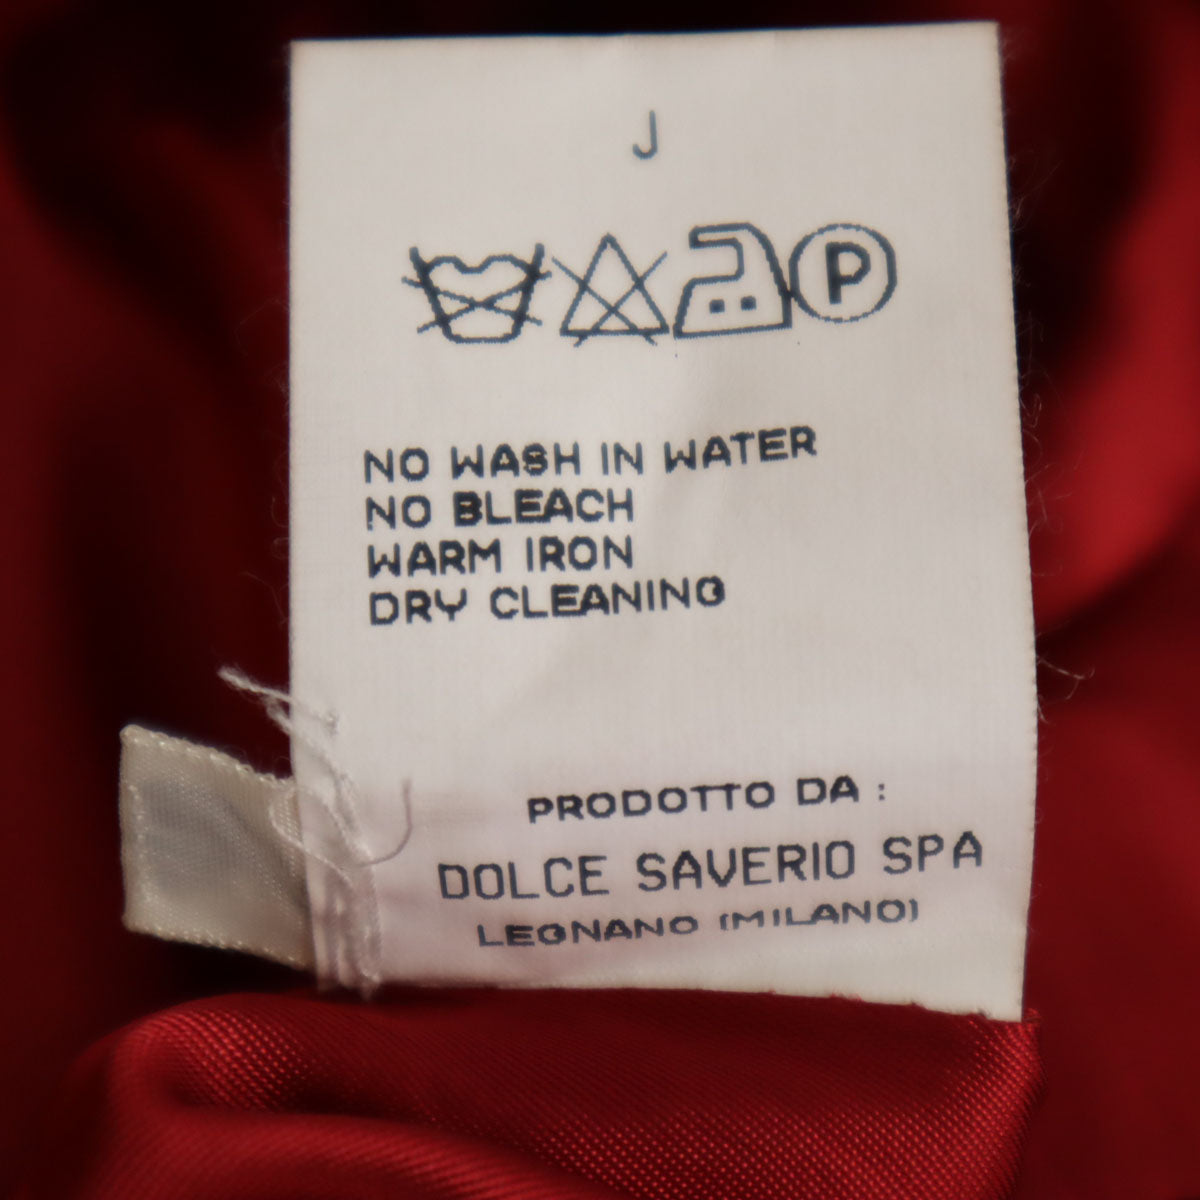 J
P
NO WASH IN WATER
NO BLEACH
WARM IRON
DRY CLEANING
PRODOTTO DA :
DOLCE SAVERIO SPA
LEGNANO (MILANO)